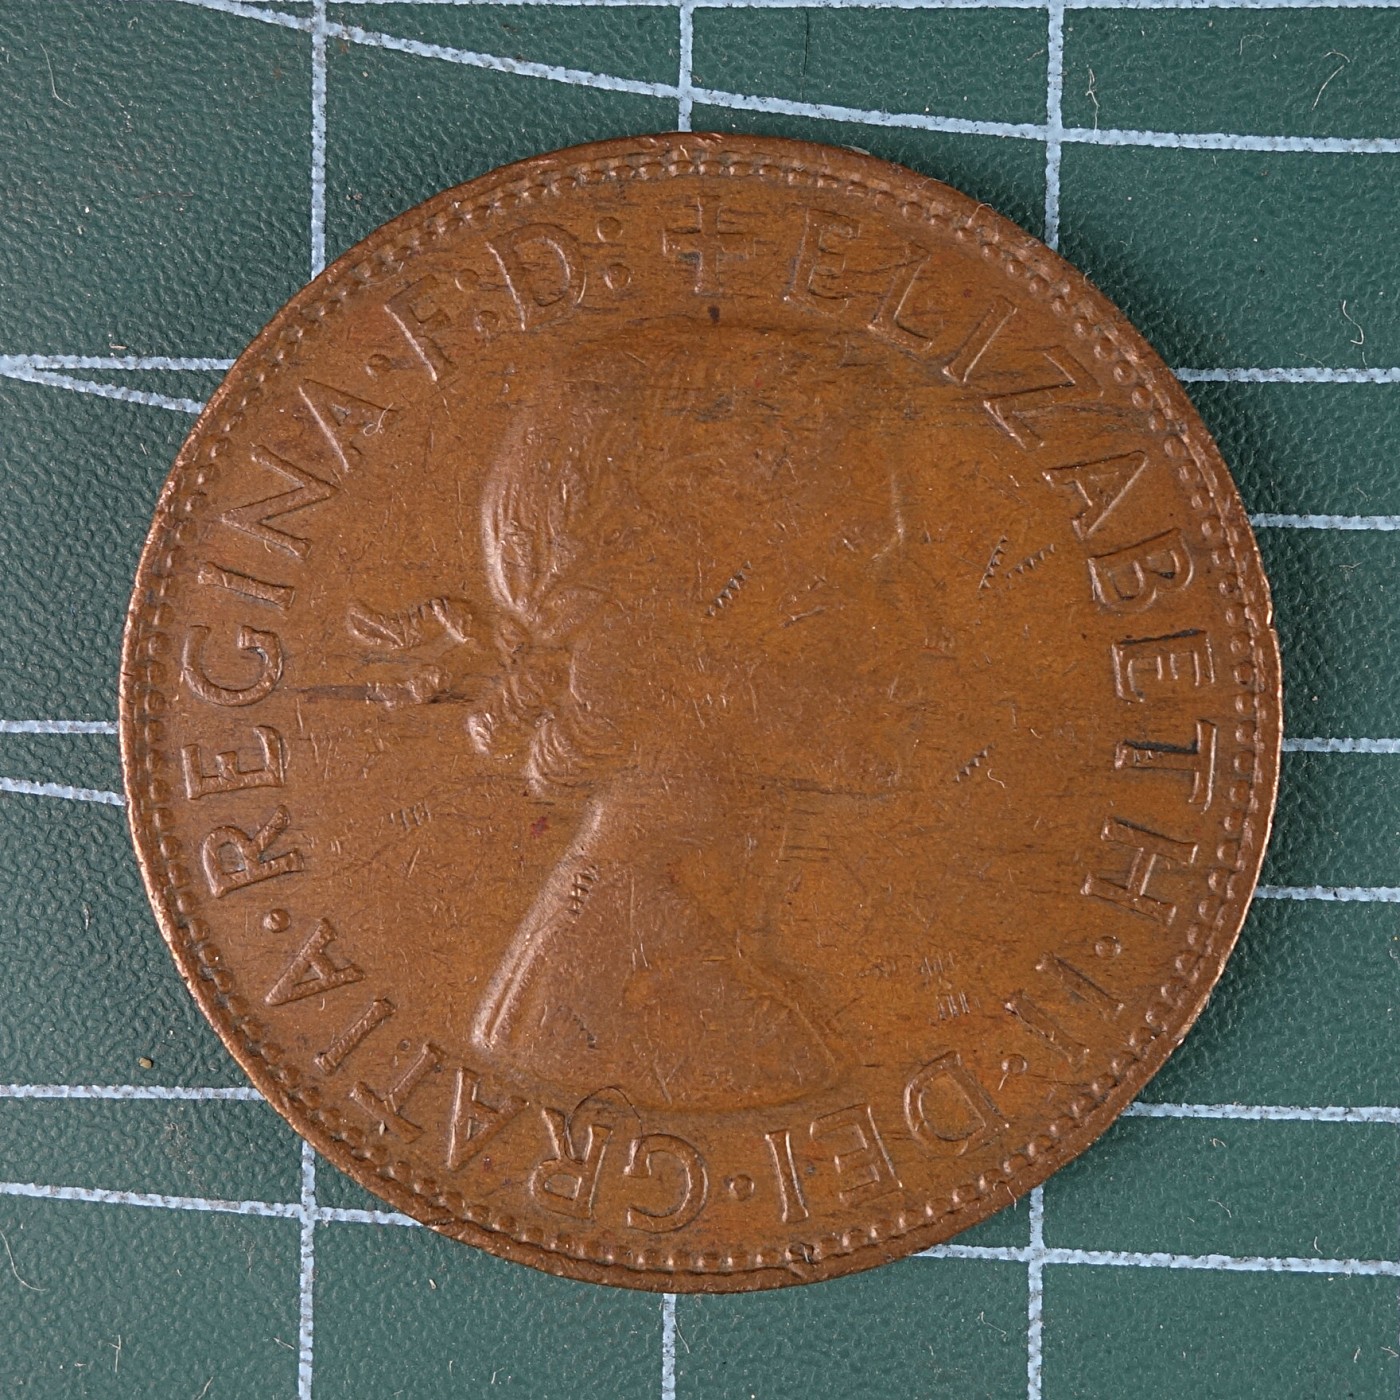 + ELIZABETH · II · DEI · GRATIA · REGINA · F: D: